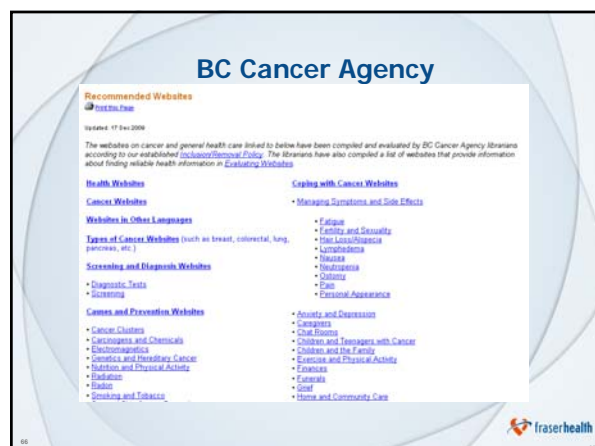 BC Cancer Agency
Recommended Websites
Print this Page
Updated: 17 Dec 2009
The websites on cancer and general health care linked to below have been compiled and evaluated by BC Cancer Agency librarians
according to our established Inclusion/Removal Policy. The librarians have also compiled a list of websites that provide information
about finding reliable health information in Evaluating Websites.
Health Websites
Cancer Websites
Websites in Other Languages
Types of Cancer Websites (such as breast, colorectal, lung,
pancreas, etc.)
Screening and Diagnosis Websites
• Diagnostic Tests
• Screening
Causes and Prevention Websites
• Cancer Clusters
• Carcinogens and Chemicals
• Electromagnetics
• Genetics and Hereditary Cancer
• Nutrition and Physical Activity
• Radiation
• Radon
• Smoking and Tobacco
Coping with Cancer Websites
• Managing Symptoms and Side Effects
• Fatigue
• Fertility and Sexuality
• Hair Loss/Alopecia
• Lymphedema
• Nausea
• Neutropenia
• Ostomy
• Pain
• Personal Appearance
• Anxiety and Depression
• Caregivers
• Chat Rooms
• Children and Teenagers with Cancer
• Children and the Family
• Exercise and Physical Activity
• Finances
• Funerals
• Grief
• Home and Community Care
66
fraserhealth